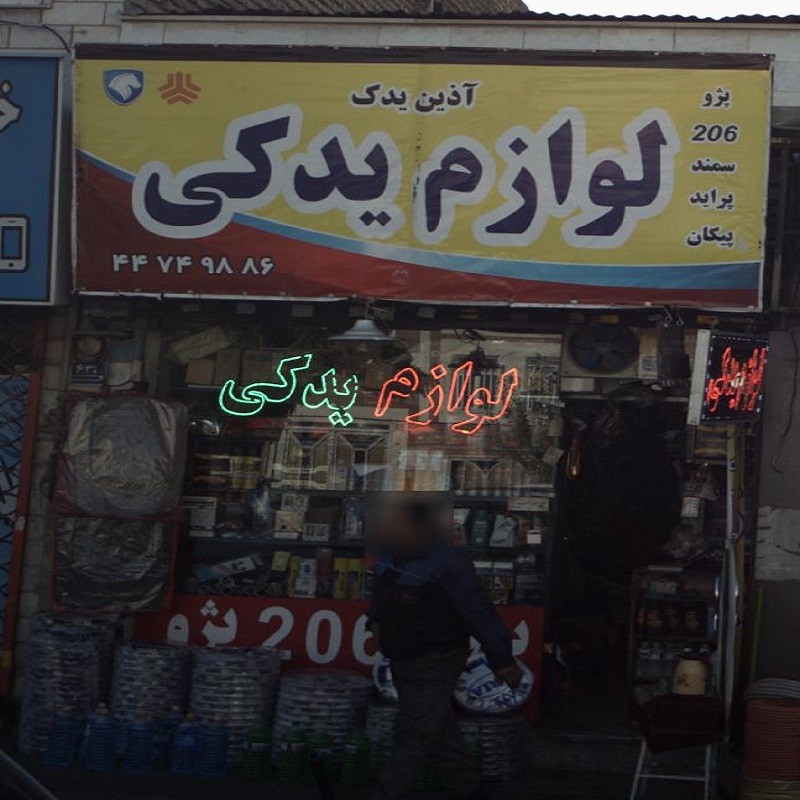 آذین یدک
لوازم یدکی
پژو
206
سمند
پراید
پیکان
۴۴ ۷۴ ۹۸ ۸۶
لوازم یدکی
206 پژو